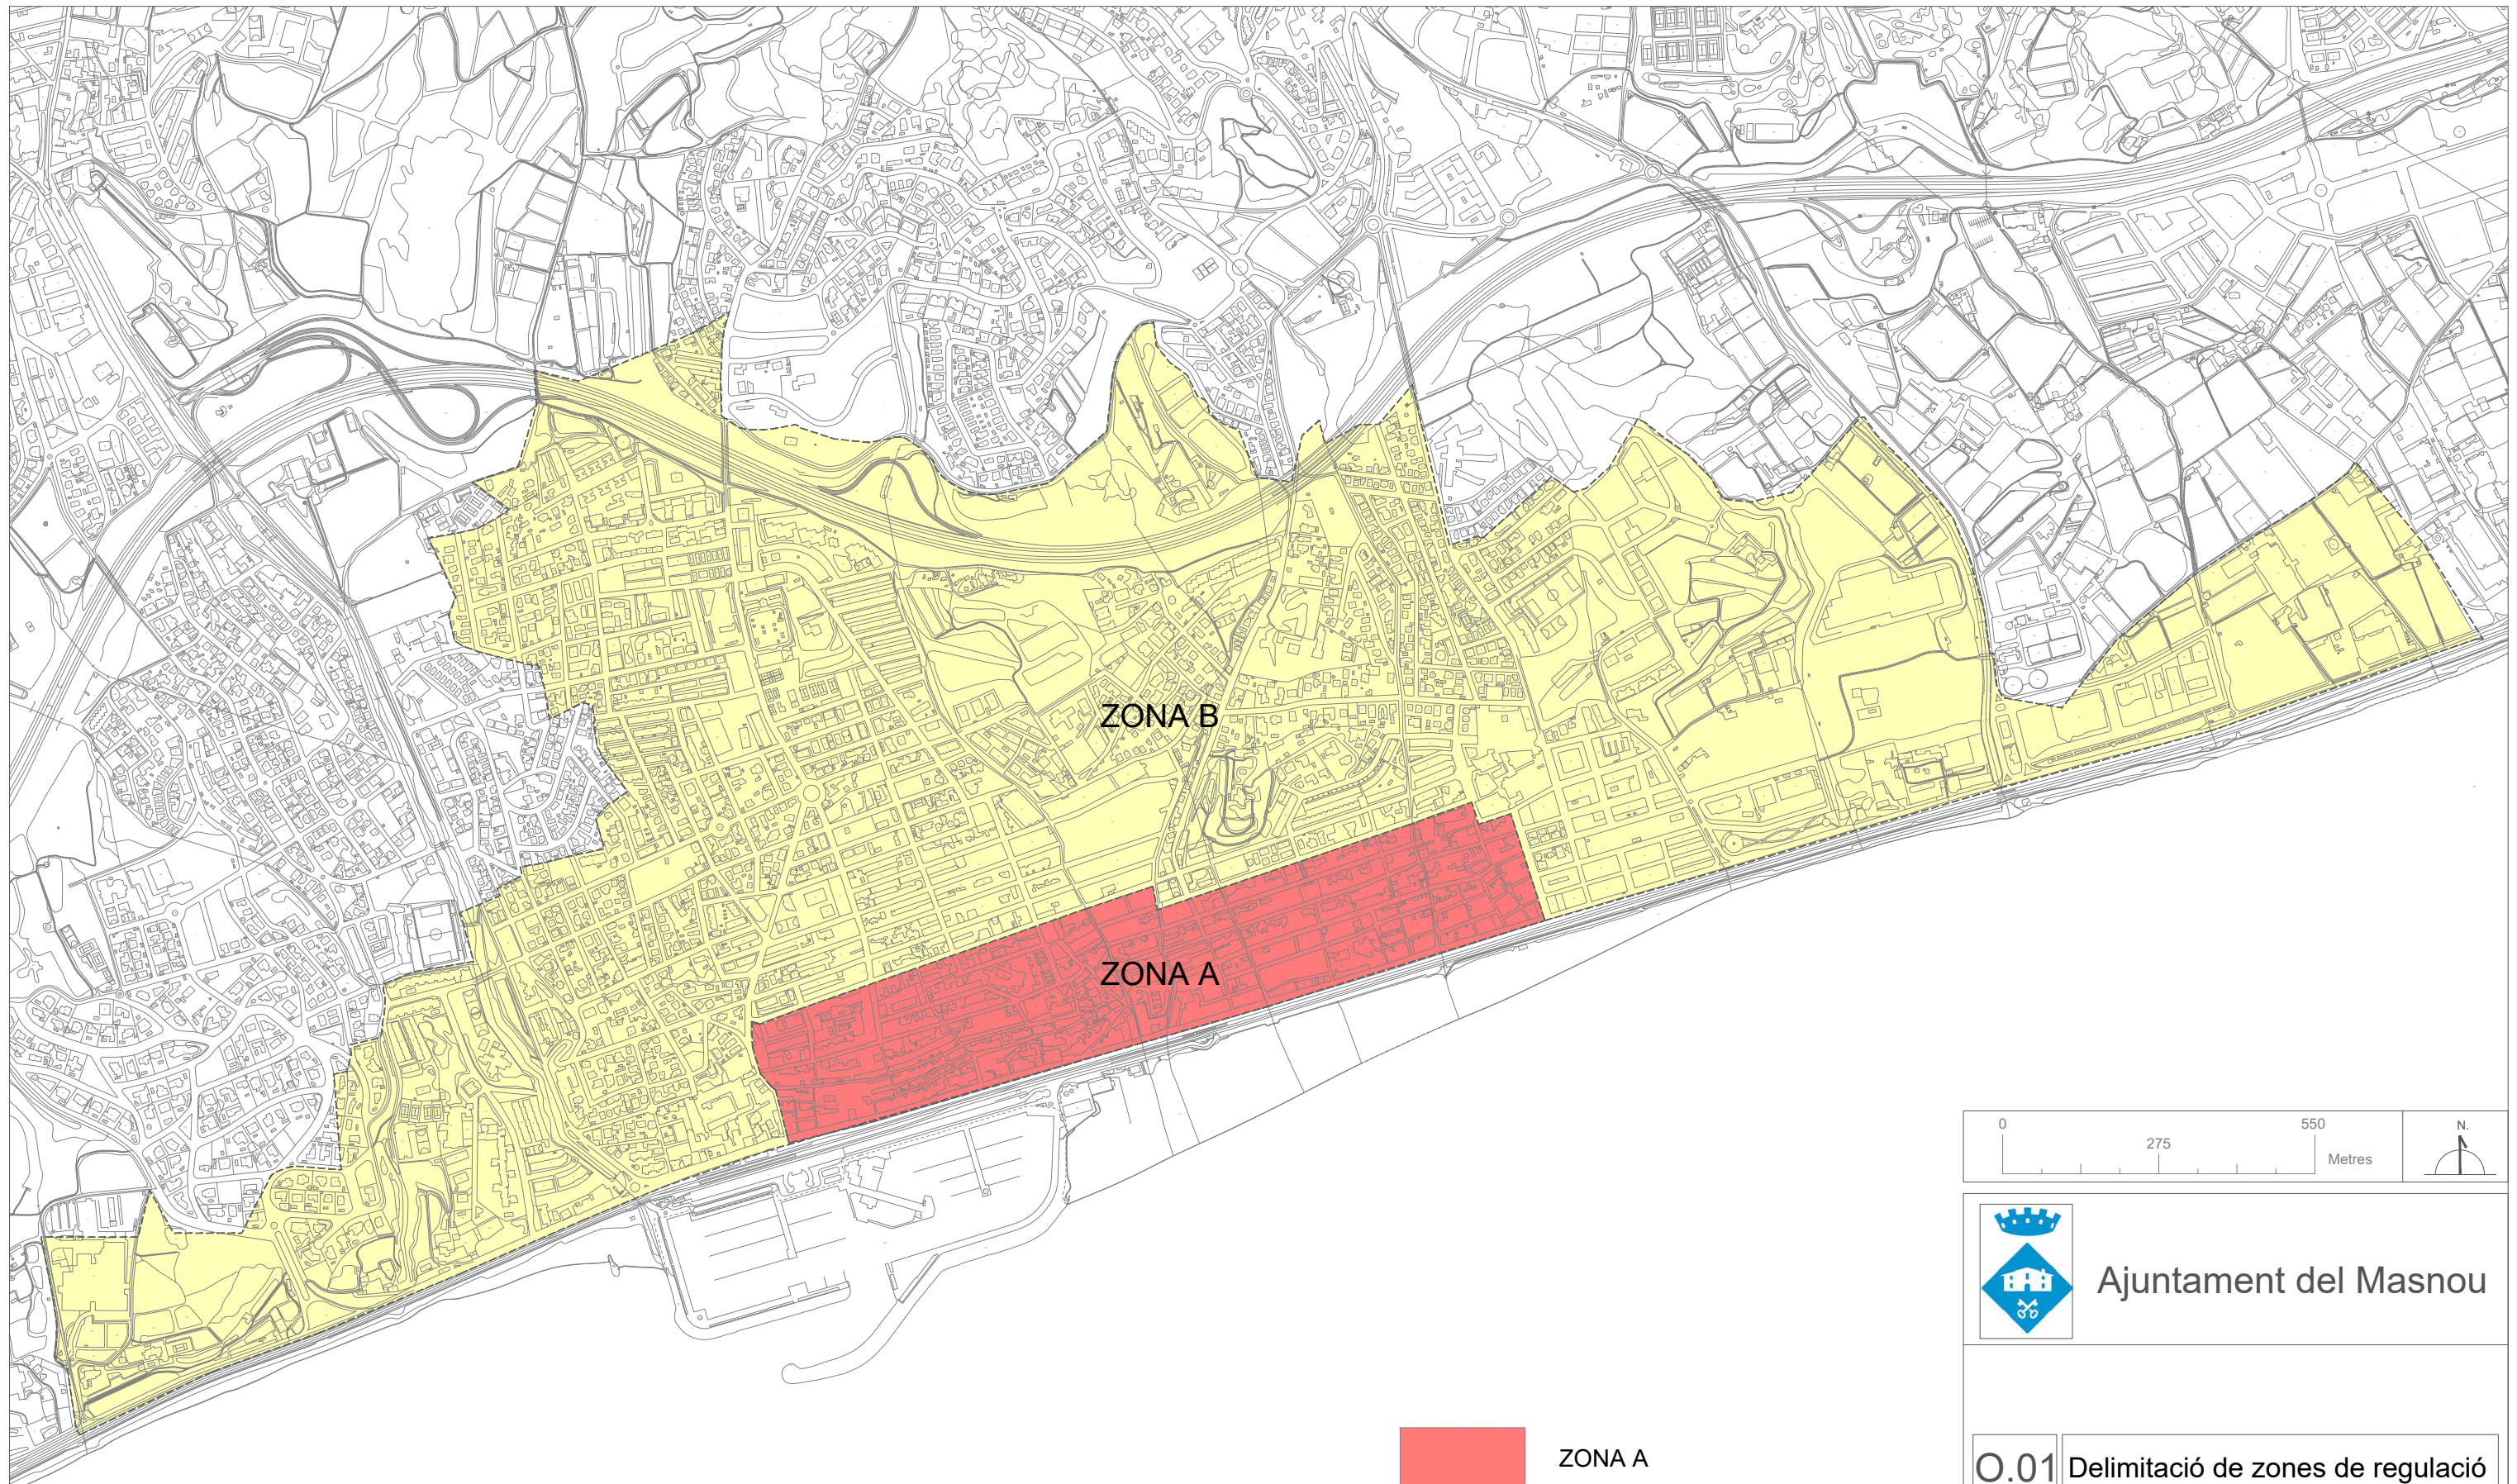 ZONA B
ZONA A
0
275
550
Metres
N.
Ajuntament del Masnou
ZONA A
O.01
Delimitació de zones de regulació